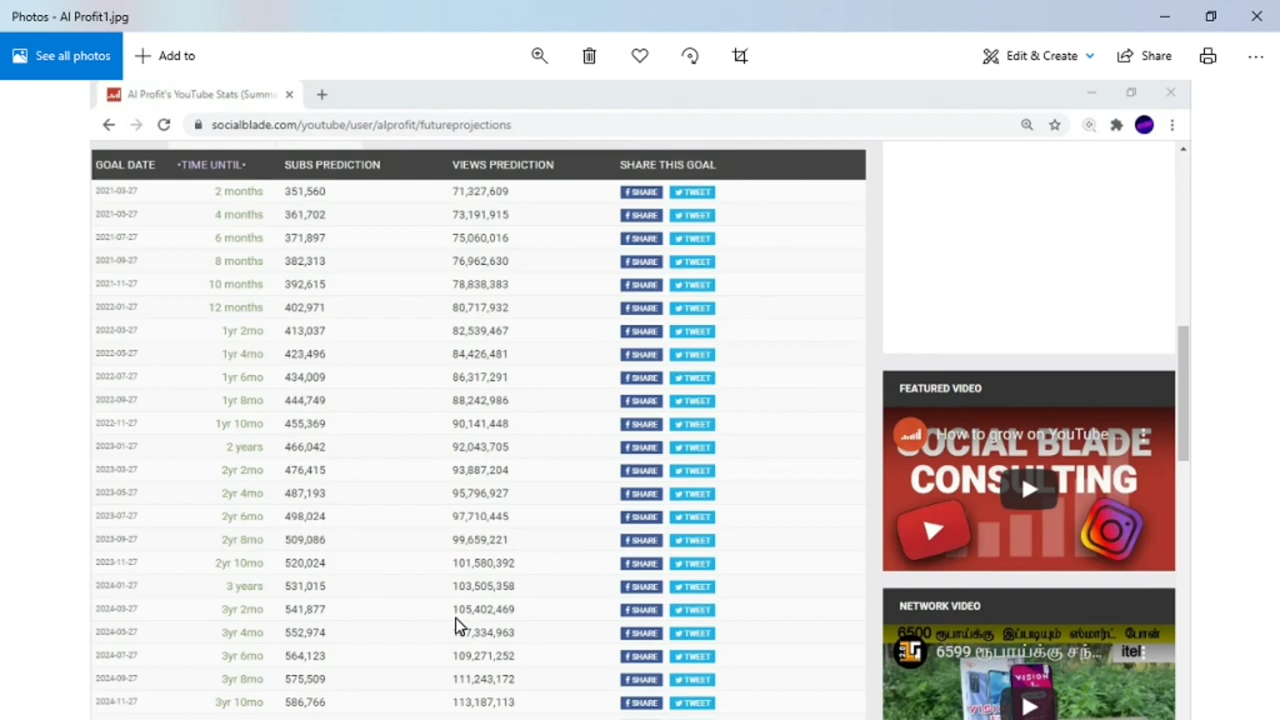 Photos - AI Profit1.jpg
See all photos
Add to
Edit & Create
Share
AI Profit's YouTube Stats (Summa
socialblade.com/youtube/user/alprofit/futureprojections
GOAL DATE •TIME UNTIL• SUBS PREDICTION VIEWS PREDICTION SHARE THIS GOAL
2021-03-27 2 months 351,560 71,327,609 SHARE TWEET
2021-05-27 4 months 361,702 73,191,915 SHARE TWEET
2021-07-27 6 months 371,897 75,060,016 SHARE TWEET
2021-09-27 8 months 382,313 76,962,630 SHARE TWEET
2021-11-27 10 months 392,615 78,838,383 SHARE TWEET
2022-01-27 12 months 402,971 80,717,932 SHARE TWEET
2022-03-27 1yr 2mo 413,037 82,539,467 SHARE TWEET
2022-05-27 1yr 4mo 423,496 84,426,481 SHARE TWEET
2022-07-27 1yr 6mo 434,009 86,317,291 SHARE TWEET
2022-09-27 1yr 8mo 444,749 88,242,986 SHARE TWEET
2022-11-27 1yr 10mo 455,369 90,141,448 SHARE TWEET
2023-01-27 2 years 466,042 92,043,705 SHARE TWEET
2023-03-27 2yr 2mo 476,415 93,887,204 SHARE TWEET
2023-05-27 2yr 4mo 487,193 95,796,927 SHARE TWEET
2023-07-27 2yr 6mo 498,024 97,710,445 SHARE TWEET
2023-09-27 2yr 8mo 509,086 99,659,221 SHARE TWEET
2023-11-27 2yr 10mo 520,024 101,580,392 SHARE TWEET
2024-01-27 3 years 531,015 103,505,358 SHARE TWEET
2024-03-27 3yr 2mo 541,877 105,402,469 SHARE TWEET
2024-05-27 3yr 4mo 552,974 SHARE TWEET
2024-07-27 3yr 6mo 564,123 109,271,252 SHARE TWEET
2024-09-27 3yr 8mo 575,509 111,243,172 SHARE TWEET
2024-11-27 3yr 10mo 586,766 113,187,113 SHARE TWEET
FEATURED VIDEO
How to grow on YouTube
SOCIAL BLADE
CONSULTING
NETWORK VIDEO
6500 ரூபாய்க்கு இப்படியும் ஸ்மார்ட் போன்
6599 ரூபாய்க்கு சந்... itel
VISION